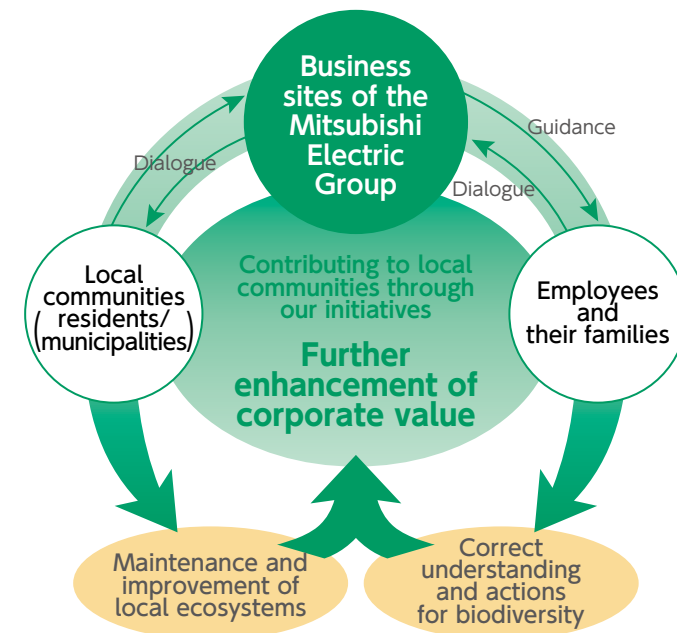 Business
sites of the
Mitsubishi
Electric
Group
Guidance
Dialogue
Dialogue
Local
communities
(residents/
municipalities)
Contributing to local
communities through
our initiatives
Further
enhancement of
corporate value
Employees
and
their families
Maintenance and
improvement of
local ecosystems
Correct
understanding
and actions
for biodiversity